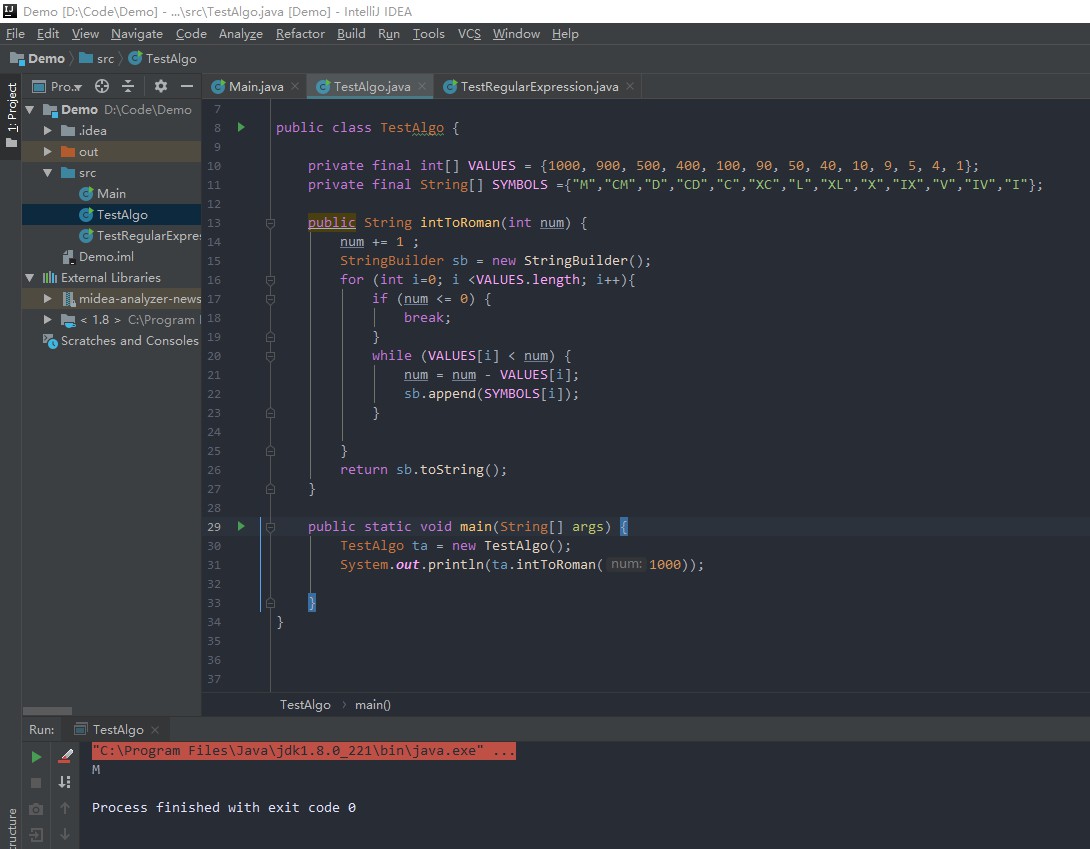 Demo [D:\Code\Demo] - ...\src\TestAlgo.java [Demo] - IntelliJ IDEA
File Edit View Navigate Code Analyze Refactor Build Run Tools VCS Window Help
Demo src TestAlgo
1: Project
Pro... Main.java TestAlgo.java TestRegularExpression.java
Demo D:\Code\Demo
.idea
out
src
Main
TestAlgo
TestRegularExpres
Demo.iml
External Libraries
midea-analyzer-news
< 1.8 > C:\Program
Scratches and Consoles
7
8 public class TestAlgo {
9
10 private final int[] VALUES = {1000, 900, 500, 400, 100, 90, 50, 40, 10, 9, 5, 4, 1};
11 private final String[] SYMBOLS ={"M","CM","D","CD","C","XC","L","XL","X","IX","V","IV","I"};
12
13 public String intToRoman(int num) {
14 num += 1 ;
15 StringBuilder sb = new StringBuilder();
16 for (int i=0; i <VALUES.length; i++){
17 if (num <= 0) {
18 break;
19 }
20 while (VALUES[i] < num) {
21 num = num - VALUES[i];
22 sb.append(SYMBOLS[i]);
23 }
24
25 }
26 return sb.toString();
27 }
28
29 public static void main(String[] args) {
30 TestAlgo ta = new TestAlgo();
31 System.out.println(ta.intToRoman( num: 1000));
32
33 }
34 }
35
36
37
TestAlgo › main()
Run: TestAlgo
"C:\Program Files\Java\jdk1.8.0_221\bin\java.exe" ...
M
Process finished with exit code 0
ructure